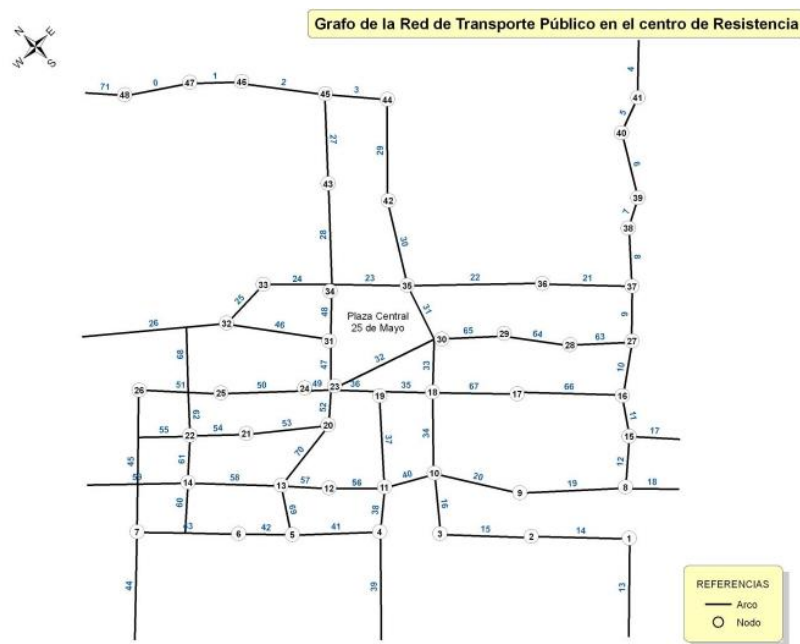 Grafo de la Red de Transporte Público en el centro de Resistencia
N E
W S
4
71 48 0 47 1 46 2 45 3 44
41
5
40
27 29 6
43 42 39
7
38
28 30 8
33 24 34 23 35 22 36 21 37
25 48 31 9
Plaza Central
25 de Mayo
26 32 46 31 30 65 29 64 28 63 27
68 47 32 33 10
26 51 25 50 24 49 23 36 19 35 18 67 17 66 16
62 52 11
55 22 54 21 53 20 37 34 15 17
45 61 70 12
59 14 58 13 57 12 56 11 40 10 20 9 19 8 18
60 69 38 16
7 43 6 42 5 41 4 3 15 2 14 1
44 39 13
REFERENCIAS
Arco
Nodo